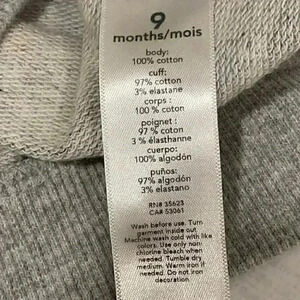 9
months/mois
body:
100% cotton
cuff:
97% cotton
3% elastane
corps :
100 % coton
poignet :
97 % coton
3 % élasthanne
cuerpo:
100% algodón
puños:
97% algodón
3% elastano
RN# 35623
CA# 53061
Wash before use. Turn
garment inside out
Machine wash cold with like
colors. Use only non-
chlorine bleach when
needed. Tumble dry
medium. Warm iron if
needed. Do not iron
decoration.